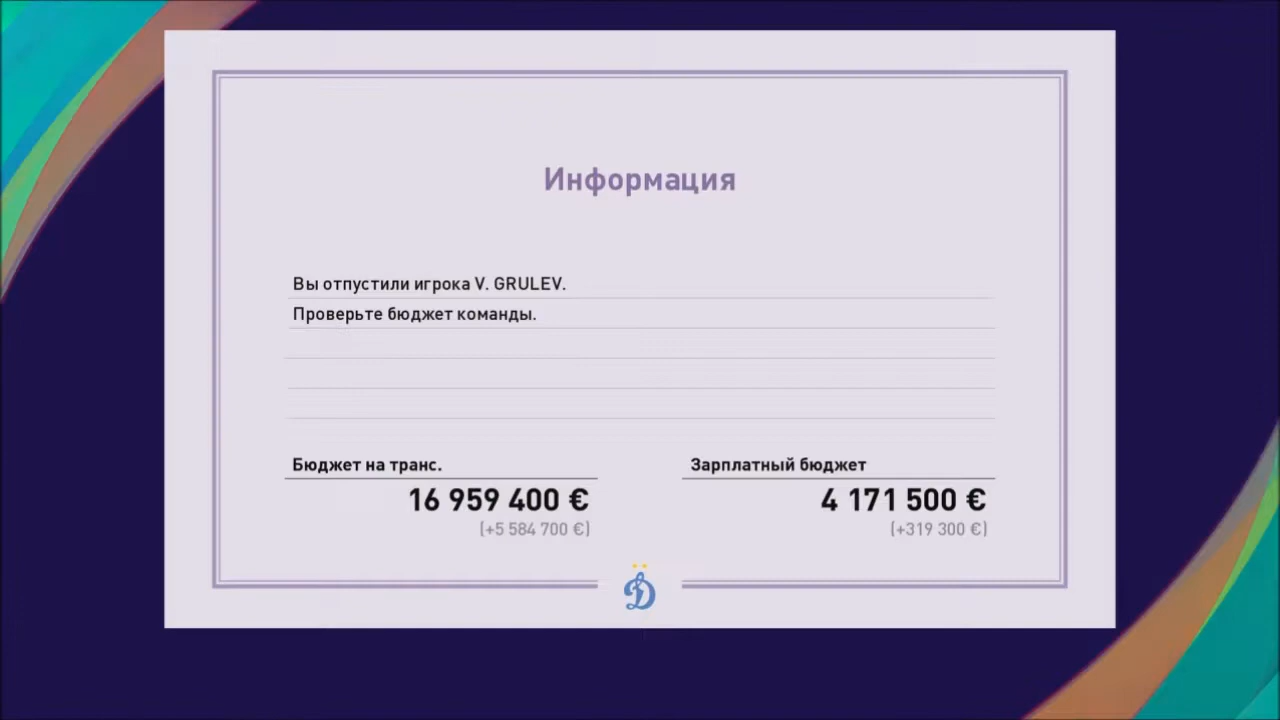 Информация
Вы отпустили игрока V. GRULEV.
Проверьте бюджет команды.
Бюджет на транс.
16 959 400 €
(+5 584 700 €)
Зарплатный бюджет
4 171 500 €
(+319 300 €)
Д